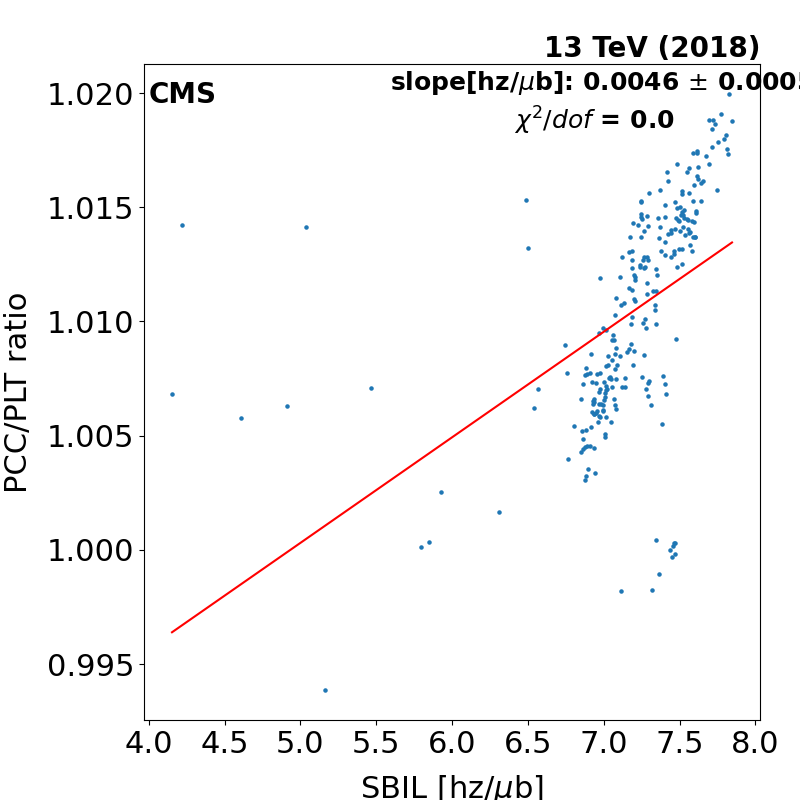 13 TeV (2018)
CMS
slope[hz/μb]: 0.0046 ± 0.0005
χ²/dof = 0.0
1.020
1.015
1.010
1.005
1.000
0.995
PCC/PLT ratio
4.0 4.5 5.0 5.5 6.0 6.5 7.0 7.5 8.0
SBIL [hz/μb]